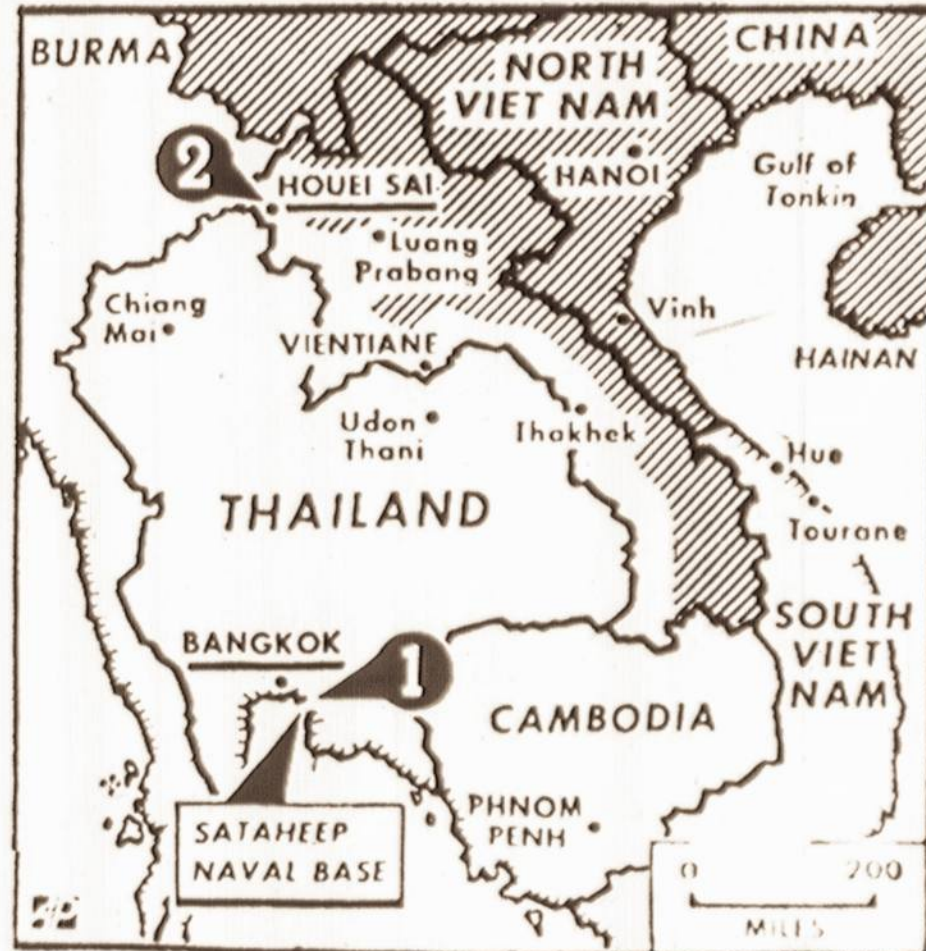 BURMA
CHINA
NORTH
VIET NAM
2
HOUEI SAI
HANOI
Gulf of
Tonkin
Luang
Prabang
Chiang
Mai
Vinh
VIENTIANE
HAINAN
Udon
Thani
Thakhek
Hue
THAILAND
Tourane
BANGKOK
1
SOUTH
VIET
NAM
CAMBODIA
SATAHEEP
NAVAL BASE
PHNOM
PENH
0 200
MILES